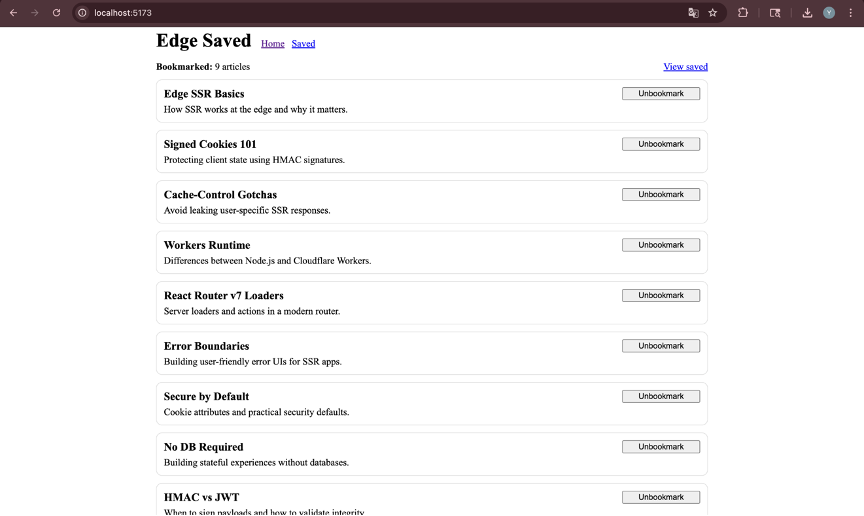 localhost:5173
Y
Edge Saved Home Saved
Bookmarked: 9 articles View saved
Edge SSR Basics Unbookmark
How SSR works at the edge and why it matters.
Signed Cookies 101 Unbookmark
Protecting client state using HMAC signatures.
Cache-Control Gotchas Unbookmark
Avoid leaking user-specific SSR responses.
Workers Runtime Unbookmark
Differences between Node.js and Cloudflare Workers.
React Router v7 Loaders Unbookmark
Server loaders and actions in a modern router.
Error Boundaries Unbookmark
Building user-friendly error UIs for SSR apps.
Secure by Default Unbookmark
Cookie attributes and practical security defaults.
No DB Required Unbookmark
Building stateful experiences without databases.
HMAC vs JWT Unbookmark
When to sign payloads and how to validate integrity.